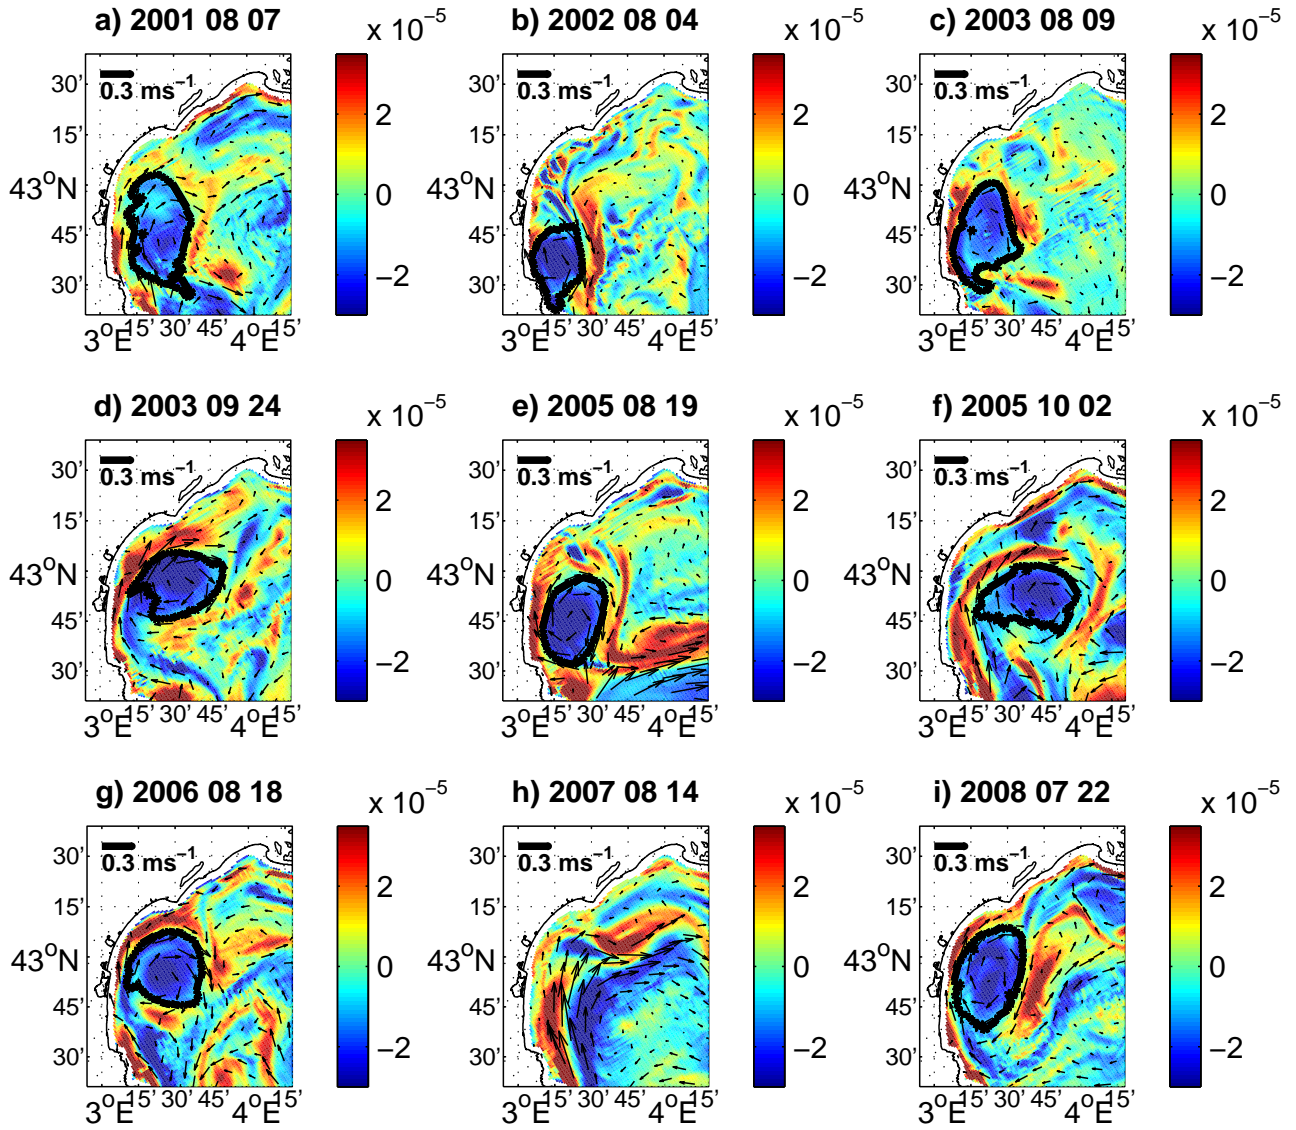 a) 2001 08 07
x 10⁻⁵
b) 2002 08 04
x 10⁻⁵
c) 2003 08 09
x 10⁻⁵
30'
0.3 ms⁻¹
2
30'
0.3 ms⁻¹
2
30'
0.3 ms⁻¹
2
15'
15'
15'
43°N
0
43°N
0
43°N
0
45'
45'
45'
30'
−2
30'
−2
30'
−2
3°E 15' 30' 45' 4°E 15'
3°E 15' 30' 45' 4°E 15'
3°E 15' 30' 45' 4°E 15'
d) 2003 09 24
x 10⁻⁵
e) 2005 08 19
x 10⁻⁵
f) 2005 10 02
x 10⁻⁵
30'
0.3 ms⁻¹
2
30'
0.3 ms⁻¹
2
30'
0.3 ms⁻¹
2
15'
15'
15'
43°N
0
43°N
0
43°N
0
45'
45'
45'
30'
−2
30'
−2
30'
−2
3°E 15' 30' 45' 4°E 15'
3°E 15' 30' 45' 4°E 15'
3°E 15' 30' 45' 4°E 15'
g) 2006 08 18
x 10⁻⁵
h) 2007 08 14
x 10⁻⁵
i) 2008 07 22
x 10⁻⁵
30'
0.3 ms⁻¹
2
30'
0.3 ms⁻¹
2
30'
0.3 ms⁻¹
2
15'
15'
15'
43°N
0
43°N
0
43°N
0
45'
45'
45'
30'
−2
30'
−2
30'
−2
3°E 15' 30' 45' 4°E 15'
3°E 15' 30' 45' 4°E 15'
3°E 15' 30' 45' 4°E 15'